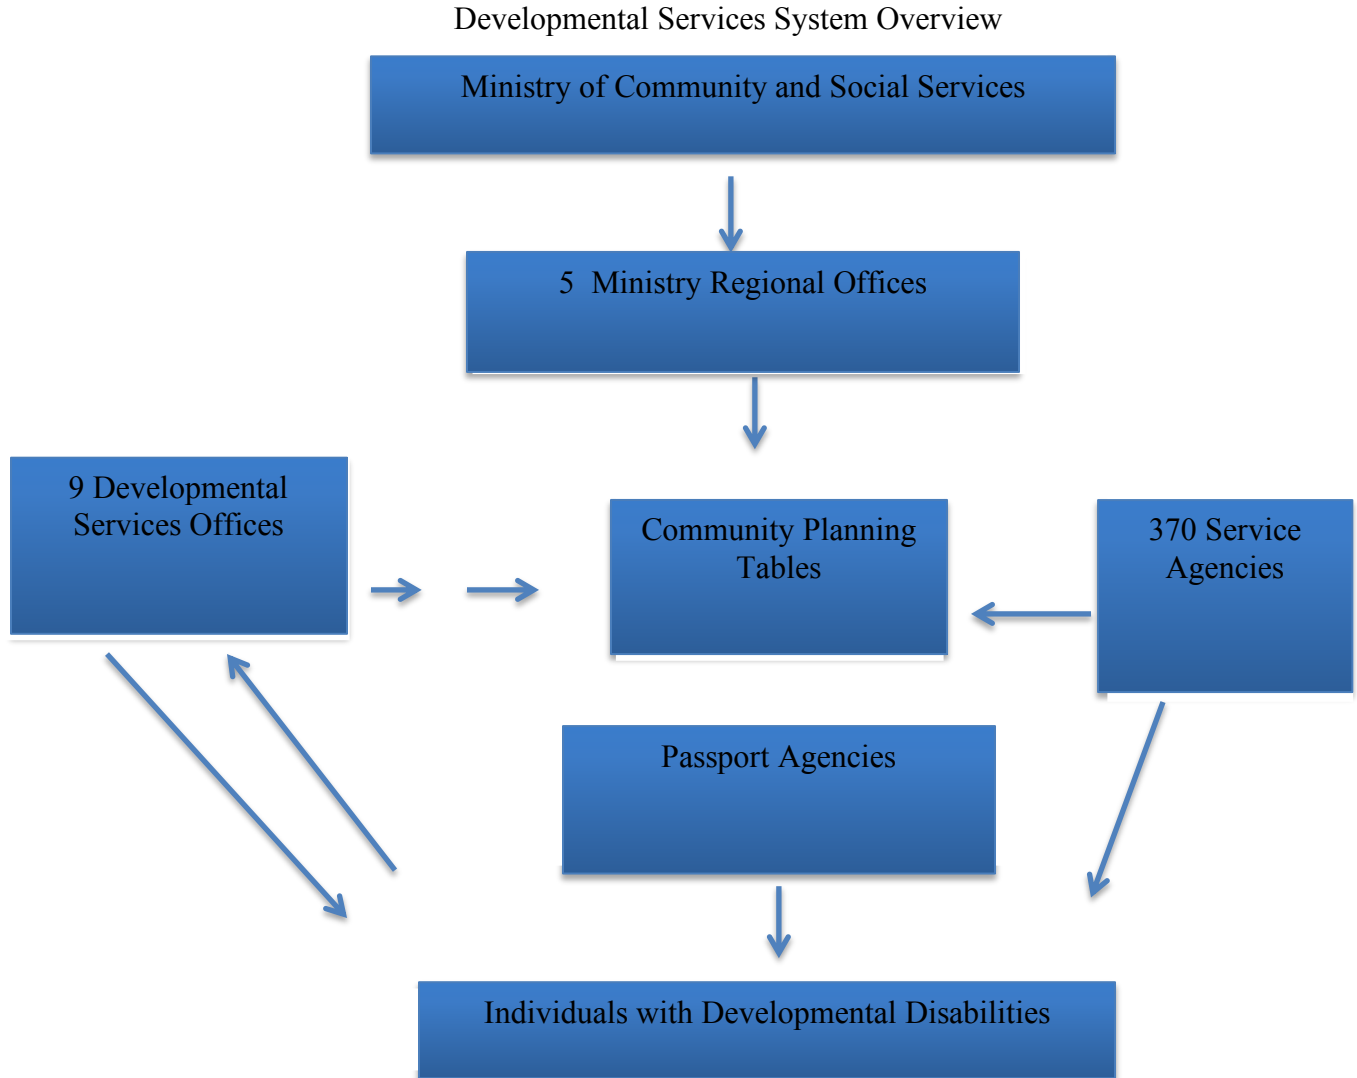 Developmental Services System Overview
Ministry of Community and Social Services
5  Ministry Regional Offices
9 Developmental
Services Offices
Community Planning
Tables
370 Service
Agencies
Passport Agencies
Individuals with Developmental Disabilities